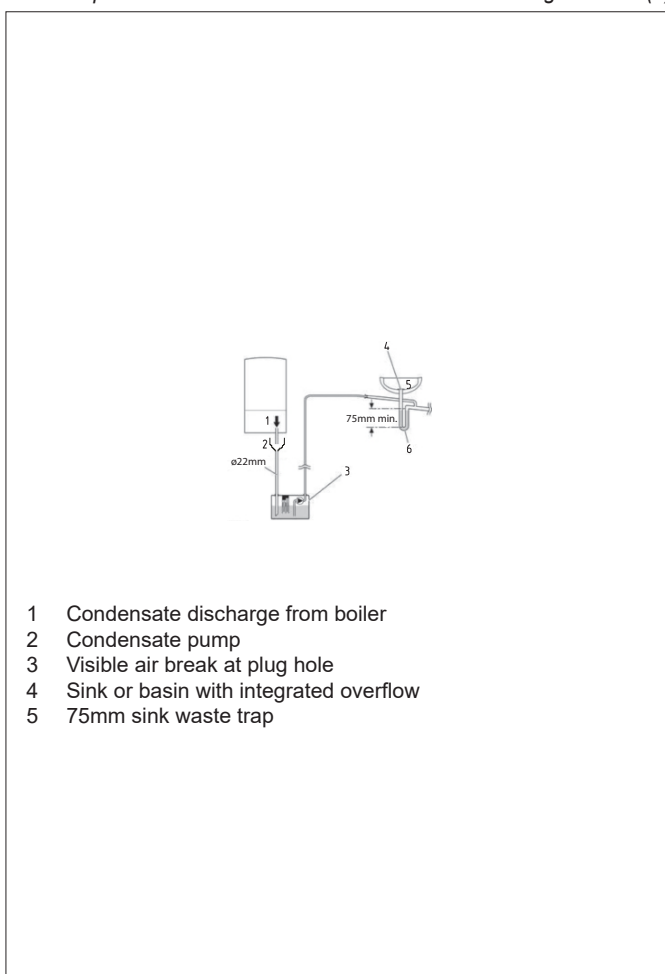 4
5
75mm min.
1
2
6
ø22mm
3
1 Condensate discharge from boiler
2 Condensate pump
3 Visible air break at plug hole
4 Sink or basin with integrated overflow
5 75mm sink waste trap